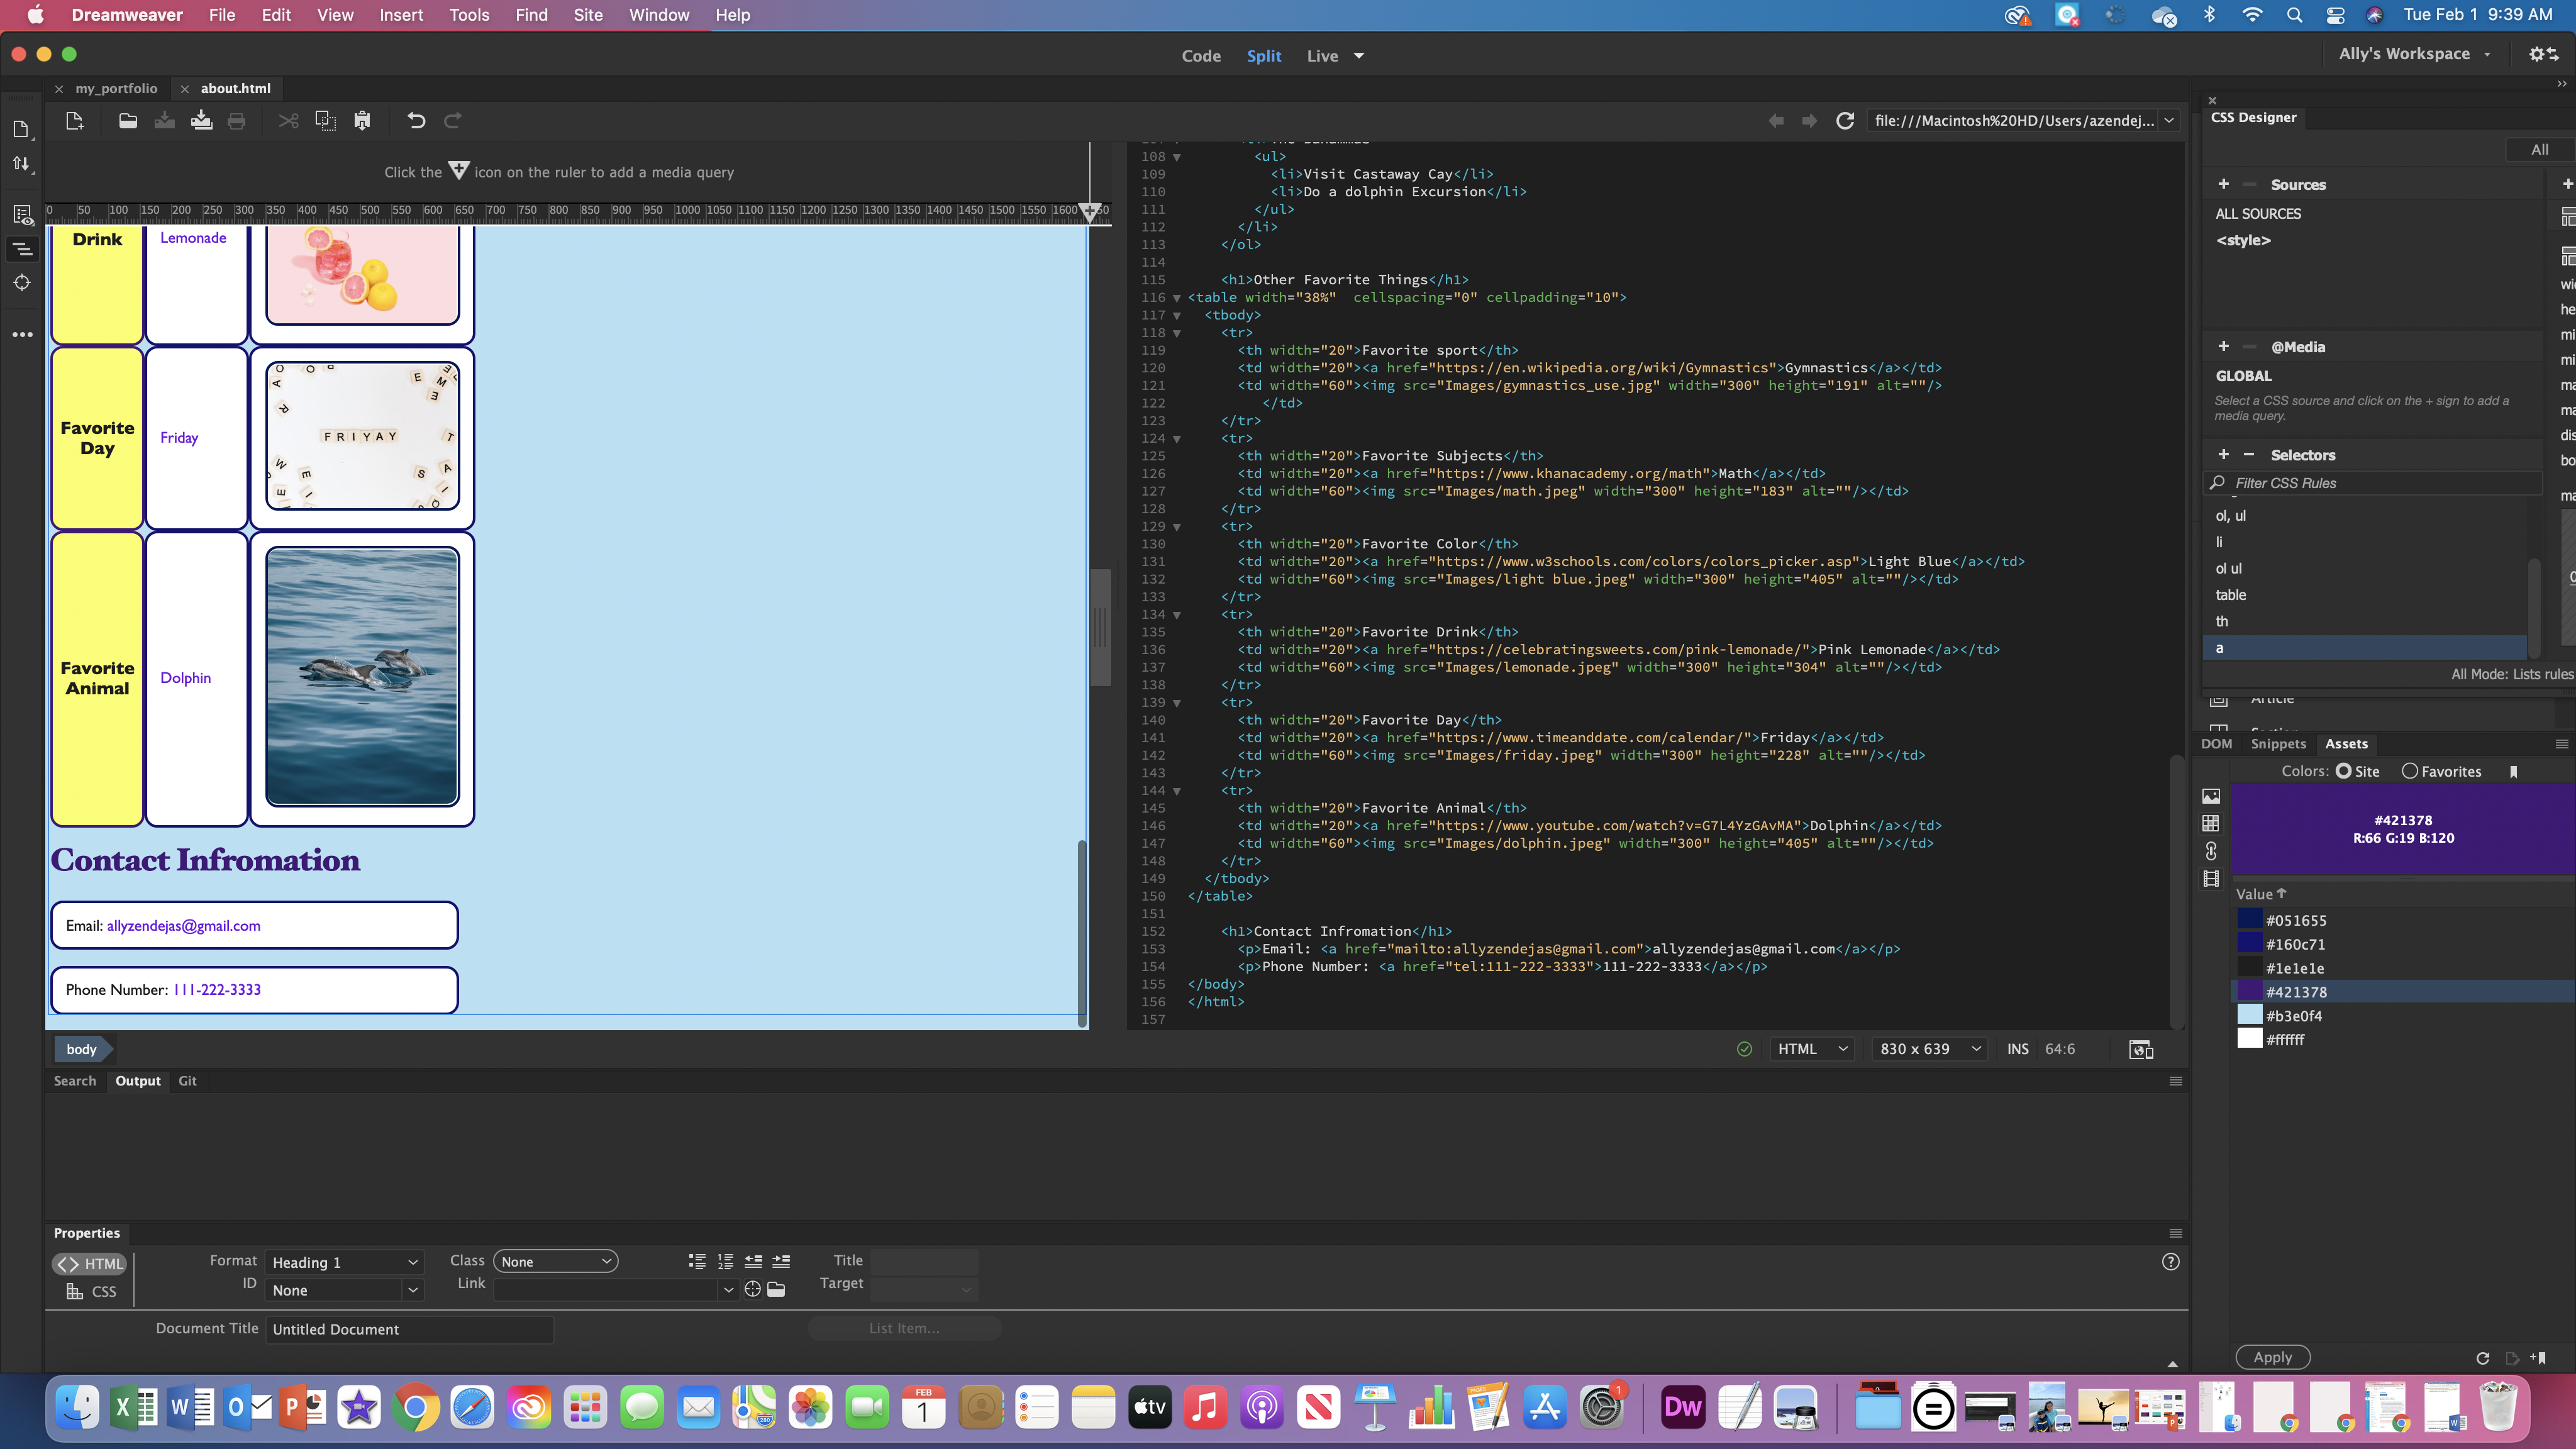 Dreamweaver File Edit View Insert Tools Find Site Window Help
Tue Feb 1 9:39 AM
Code Split Live
Ally's Workspace
my_portfolio about.html
file:///Macintosh%20HD/Users/azendej...
Click the icon on the ruler to add a media query
0 50 100 150 200 250 300 350 400 450 500 550 600 650 700 750 800 850 900 950 1000 1050 1100 1150 1200 1250 1300 1350 1400 1450 1500 1550 1600
Drink
Lemonade
Favorite
Day
Friday
FRIYAY
Favorite
Animal
Dolphin
Contact Infromation
Email: allyzendejas@gmail.com
Phone Number: 111-222-3333
108 <ul>
109 <li>Visit Castaway Cay</li>
110 <li>Do a dolphin Excursion</li>
111 </ul>
112 </li>
113 </ol>
114
115 <h1>Other Favorite Things</h1>
116 <table width="38%"  cellspacing="0" cellpadding="10">
117 <tbody>
118 <tr>
119 <th width="20">Favorite sport</th>
120 <td width="20"><a href="https://en.wikipedia.org/wiki/Gymnastics">Gymnastics</a></td>
121 <td width="60"><img src="Images/gymnastics_use.jpg" width="300" height="191" alt=""/>
122 </td>
123 </tr>
124 <tr>
125 <th width="20">Favorite Subjects</th>
126 <td width="20"><a href="https://www.khanacademy.org/math">Math</a></td>
127 <td width="60"><img src="Images/math.jpeg" width="300" height="183" alt=""/></td>
128 </tr>
129 <tr>
130 <th width="20">Favorite Color</th>
131 <td width="20"><a href="https://www.w3schools.com/colors/colors_picker.asp">Light Blue</a></td>
132 <td width="60"><img src="Images/light blue.jpeg" width="300" height="405" alt=""/></td>
133 </tr>
134 <tr>
135 <th width="20">Favorite Drink</th>
136 <td width="20"><a href="https://celebratingsweets.com/pink-lemonade/">Pink Lemonade</a></td>
137 <td width="60"><img src="Images/lemonade.jpeg" width="300" height="304" alt=""/></td>
138 </tr>
139 <tr>
140 <th width="20">Favorite Day</th>
141 <td width="20"><a href="https://www.timeanddate.com/calendar/">Friday</a></td>
142 <td width="60"><img src="Images/friday.jpeg" width="300" height="228" alt=""/></td>
143 </tr>
144 <tr>
145 <th width="20">Favorite Animal</th>
146 <td width="20"><a href="https://www.youtube.com/watch?v=G7L4YzGAvMA">Dolphin</a></td>
147 <td width="60"><img src="Images/dolphin.jpeg" width="300" height="405" alt=""/></td>
148 </tr>
149 </tbody>
150 </table>
151
152 <h1>Contact Infromation</h1>
153 <p>Email: <a href="mailto:allyzendejas@gmail.com">allyzendejas@gmail.com</a></p>
154 <p>Phone Number: <a href="tel:111-222-3333">111-222-3333</a></p>
155 </body>
156 </html>
157
body
HTML 830 x 639 INS 64:6
Search Output Git
Properties
HTML
CSS
Format Heading 1
ID None
Class None
Link
Title
Target
Document Title Untitled Document
List Item...
CSS Designer
All
Sources
ALL SOURCES
<style>
@Media
GLOBAL
Select a CSS source and click on the + sign to add a
media query.
Selectors
Filter CSS Rules
ol, ul
li
ol ul
table
th
a
All Mode: Lists rules
Article
DOM Snippets Assets
Colors: Site Favorites
#421378
R:66 G:19 B:120
Value
#051655
#160c71
#1e1e1e
#421378
#b3e0f4
#ffffff
Apply
FEB
1
tv
1
Dw